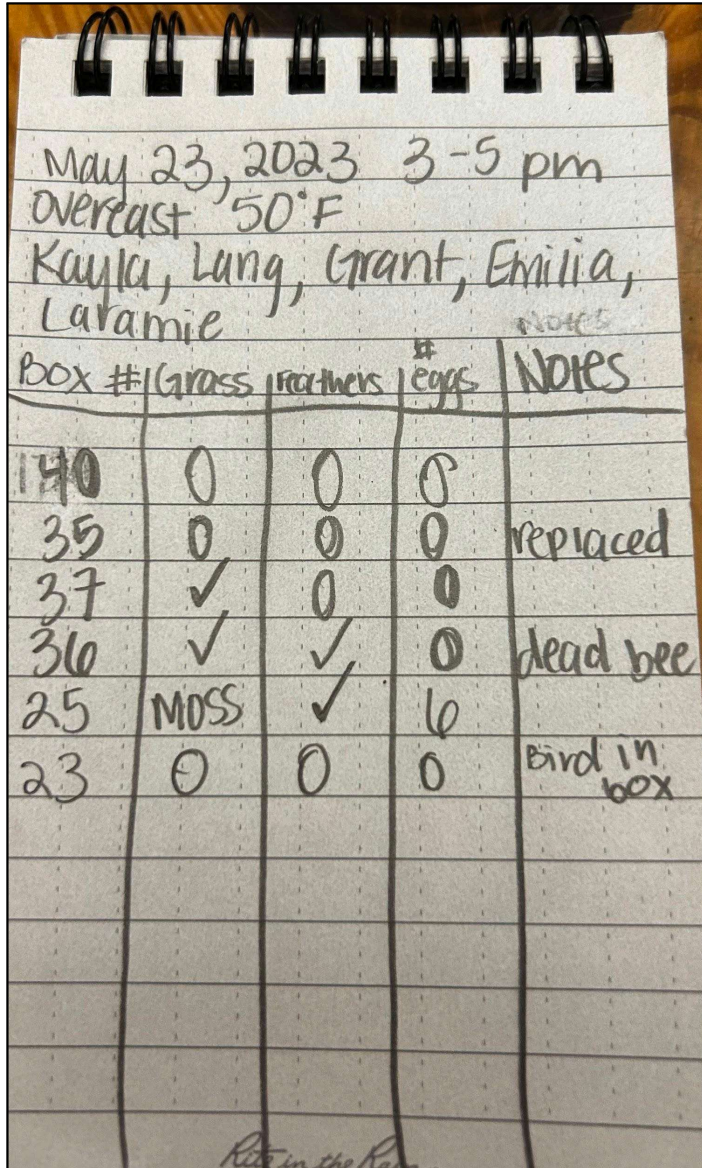 May 23, 2023 3-5 pm
overcast 50°F
Kayla, Lang, Grant, Emilia,
Laramie
Notes
Box # Grass Feathers # eggs Notes
40 0 0 0
35 0 0 0 replaced
37 ✓ 0 0
36 ✓ ✓ 0 dead bee
25 MOSS ✓ 6
23 0 0 0 Bird in box
Rite in the Rain